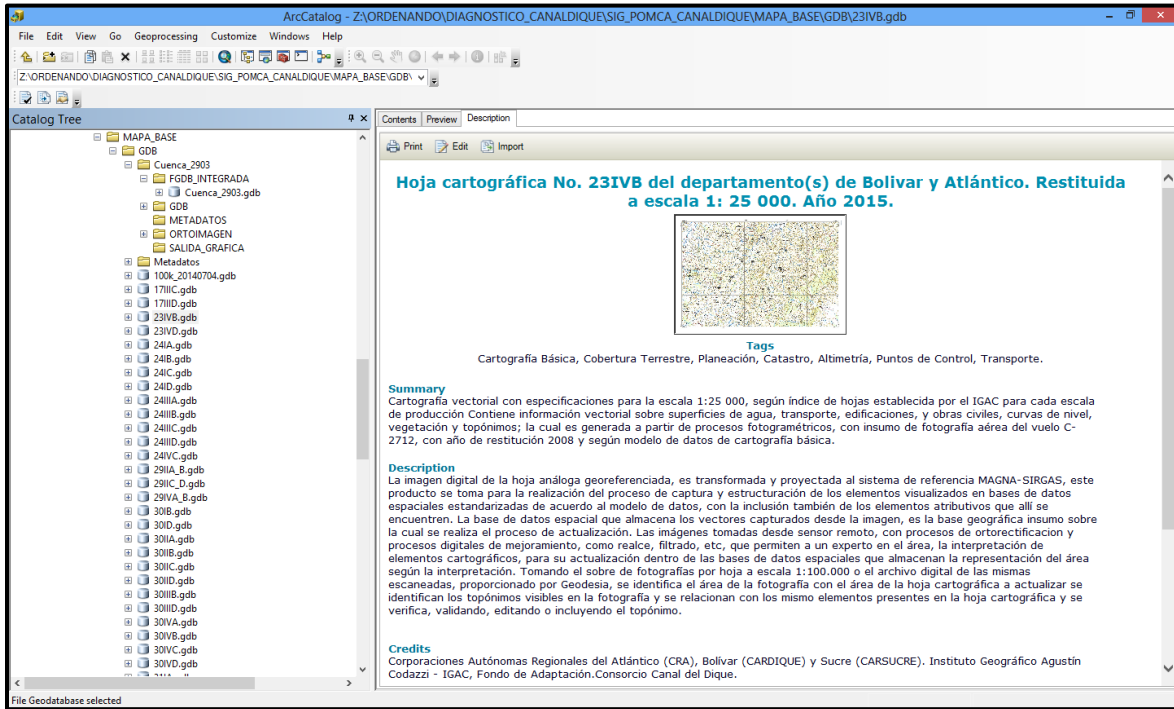 ArcCatalog - Z:\ORDENANDO\DIAGNOSTICO_CANALDIQUE\SIG_POMCA_CANALDIQUE\MAPA_BASE\GDB\23IVB.gdb
File Edit View Go Geoprocessing Customize Windows Help
Z:\ORDENANDO\DIAGNOSTICO_CANALDIQUE\SIG_POMCA_CANALDIQUE\MAPA_BASE\GDB\
Catalog Tree
MAPA_BASE
GDB
Cuenca_2903
FGDB_INTEGRADA
Cuenca_2903.gdb
GDB
METADATOS
ORTOIMAGEN
SALIDA_GRAFICA
Metadatos
100k_20140704.gdb
17IIIC.gdb
17IIID.gdb
23IVB.gdb
23IVD.gdb
24IA.gdb
24IB.gdb
24IC.gdb
24ID.gdb
24IIIA.gdb
24IIIB.gdb
24IIIC.gdb
24IIID.gdb
24IVC.gdb
29IIA_B.gdb
29IIC_D.gdb
29IVA_B.gdb
30IB.gdb
30ID.gdb
30IIA.gdb
30IIB.gdb
30IIC.gdb
30IID.gdb
30IIIB.gdb
30IIID.gdb
30IVA.gdb
30IVB.gdb
30IVC.gdb
30IVD.gdb
Contents Preview Description
Print Edit Import
Hoja cartográfica No. 23IVB del departamento(s) de Bolivar y Atlántico. Restituida
a escala 1: 25 000. Año 2015.
Tags
Cartografía Básica, Cobertura Terrestre, Planeación, Catastro, Altimetría, Puntos de Control, Transporte.
Summary
Cartografía vectorial con especificaciones para la escala 1:25 000, según índice de hojas establecida por el IGAC para cada escala
de producción Contiene información vectorial sobre superficies de agua, transporte, edificaciones, y obras civiles, curvas de nivel,
vegetación y topónimos; la cual es generada a partir de procesos fotogramétricos, con insumo de fotografía aérea del vuelo C-
2712, con año de restitución 2008 y según modelo de datos de cartografía básica.
Description
La imagen digital de la hoja análoga georeferenciada, es transformada y proyectada al sistema de referencia MAGNA-SIRGAS, este
producto se toma para la realización del proceso de captura y estructuración de los elementos visualizados en bases de datos
espaciales estandarizadas de acuerdo al modelo de datos, con la inclusión también de los elementos atributivos que allí se
encuentren. La base de datos espacial que almacena los vectores capturados desde la imagen, es la base geográfica insumo sobre
la cual se realiza el proceso de actualización. Las imágenes tomadas desde sensor remoto, con procesos de ortorectificacion y
procesos digitales de mejoramiento, como realce, filtrado, etc, que permiten a un experto en el área, la interpretación de
elementos cartográficos, para su actualización dentro de las bases de datos espaciales que almacenan la representación del área
según la interpretación. Tomando el sobre de fotografías por hoja a escala 1:100.000 o el archivo digital de las mismas
escaneadas, proporcionado por Geodesia, se identifica el área de la fotografía con el área de la hoja cartográfica a actualizar se
identifican los topónimos visibles en la fotografía y se relacionan con los mismo elementos presentes en la hoja cartográfica y se
verifica, validando, editando o incluyendo el topónimo.
Credits
Corporaciones Autónomas Regionales del Atlántico (CRA), Bolívar (CARDIQUE) y Sucre (CARSUCRE). Instituto Geográfico Agustín
Codazzi - IGAC, Fondo de Adaptación.Consorcio Canal del Dique.
File Geodatabase selected